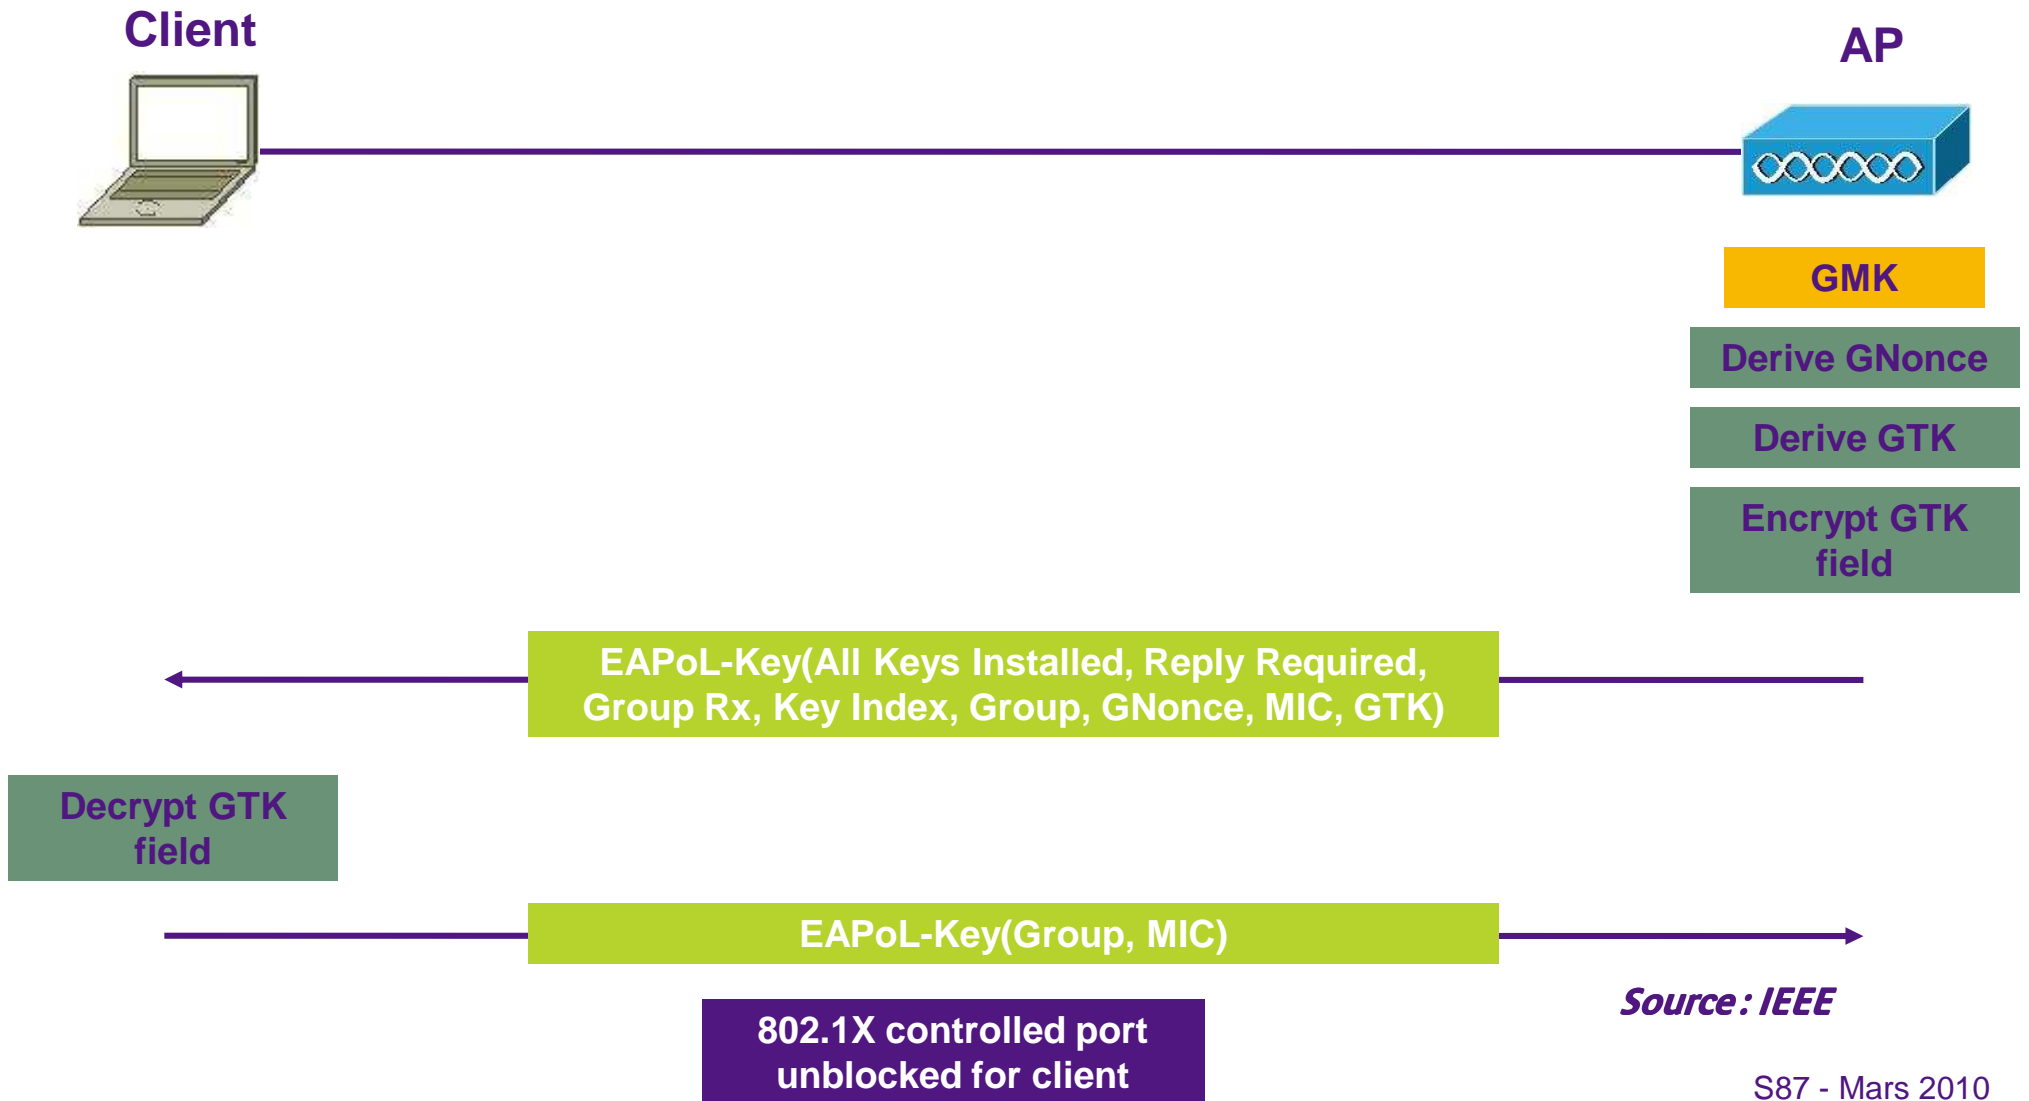 Client
AP
GMK
Derive GNonce
Derive GTK
Encrypt GTK
field
EAPoL-Key(All Keys Installed, Reply Required,
Group Rx, Key Index, Group, GNonce, MIC, GTK)
Decrypt GTK
field
EAPoL-Key(Group, MIC)
Source : IEEE
802.1X controlled port
unblocked for client
S87 - Mars 2010